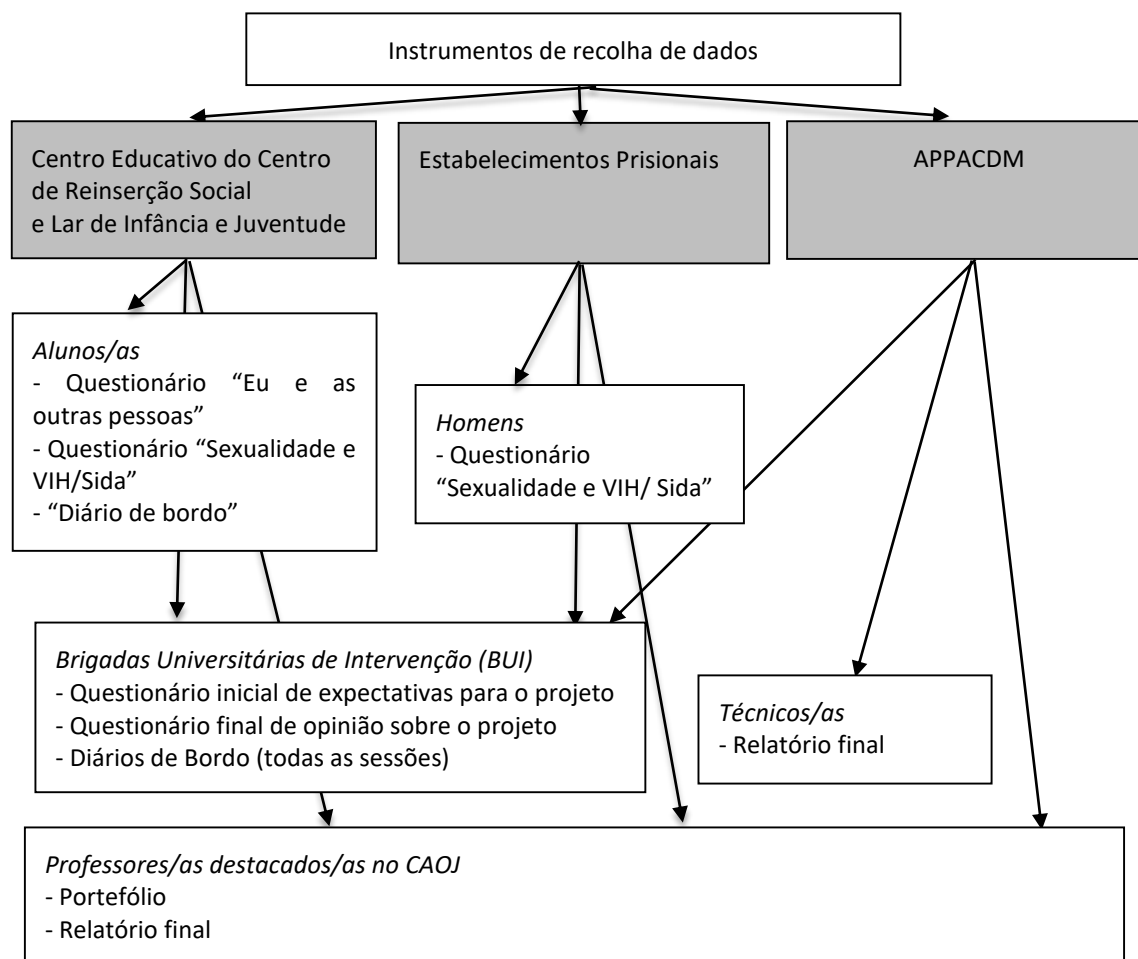 Instrumentos de recolha de dados
Centro Educativo do Centro
de Reinserção Social
e Lar de Infância e Juventude
Estabelecimentos Prisionais
APPACDM
Alunos/as
- Questionário “Eu e as
outras pessoas”
- Questionário “Sexualidade e
VIH/Sida”
- “Diário de bordo”
Homens
- Questionário
“Sexualidade e VIH/ Sida”
Brigadas Universitárias de Intervenção (BUI)
- Questionário inicial de expectativas para o projeto
- Questionário final de opinião sobre o projeto
- Diários de Bordo (todas as sessões)
Técnicos/as
- Relatório final
Professores/as destacados/as no CAOJ
- Portefólio
- Relatório final